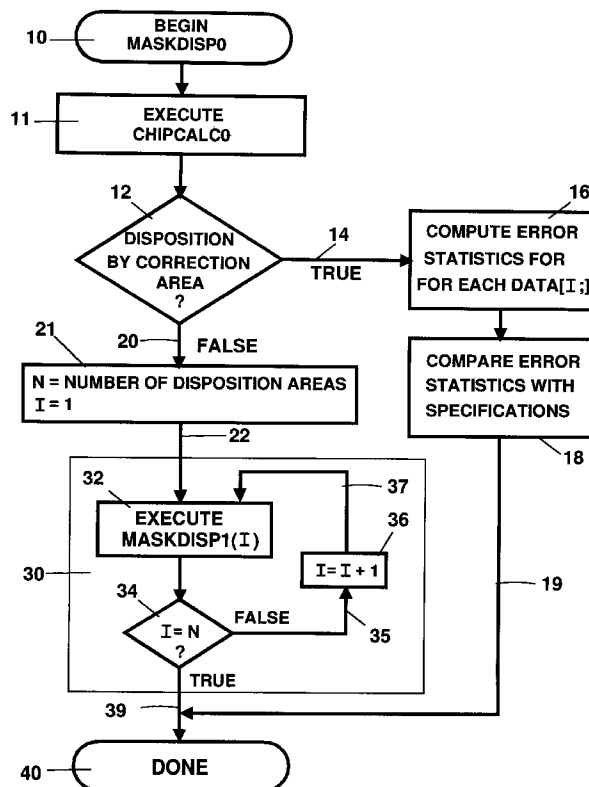 10
BEGIN
MASKDISP0
11
EXECUTE
CHIPCALC0
12
DISPOSITION
BY CORRECTION
AREA
?
14
TRUE
16
COMPUTE ERROR
STATISTICS FOR
FOR EACH DATA[I;]
20
FALSE
21
N = NUMBER OF DISPOSITION AREAS
I = 1
COMPARE ERROR
STATISTICS WITH
SPECIFICATIONS
18
22
32
EXECUTE
MASKDISP1(I)
37
36
I = I + 1
30
34
I = N
?
FALSE
35
19
TRUE
39
40
DONE